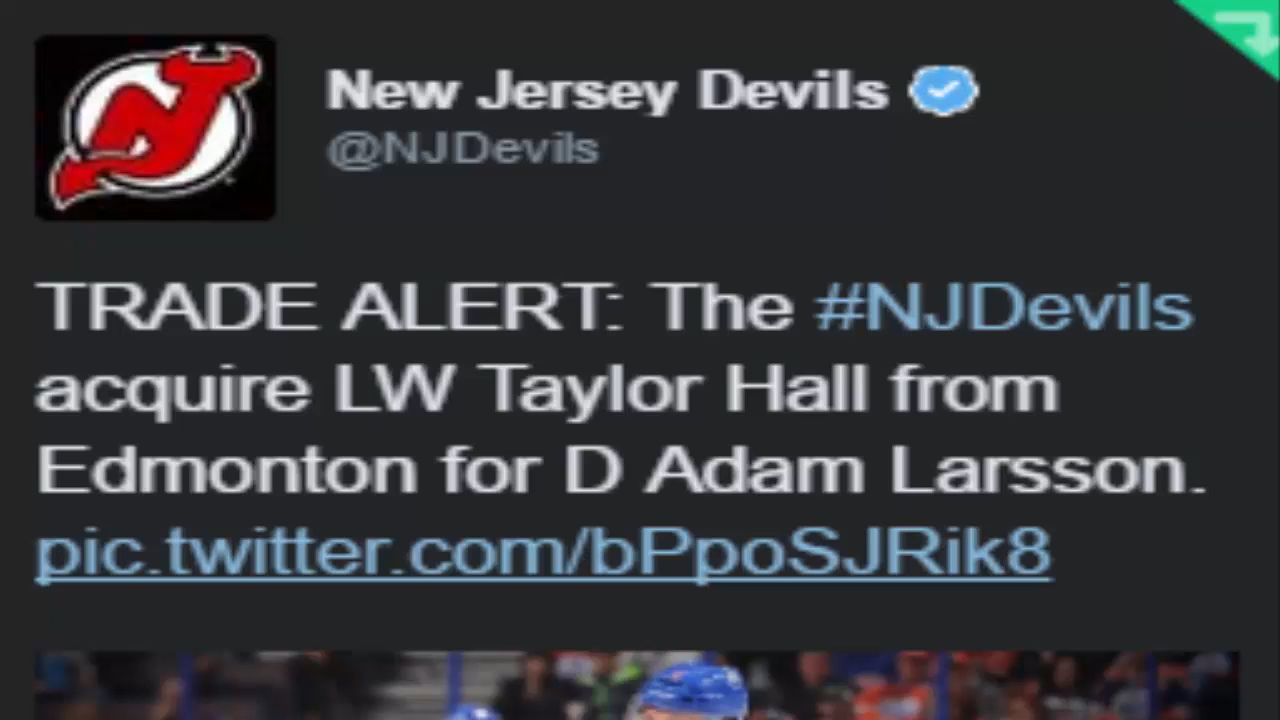 New Jersey Devils
@NJDevils
TRADE ALERT: The #NJDevils
acquire LW Taylor Hall from
Edmonton for D Adam Larsson.
pic.twitter.com/bPpoSJRik8